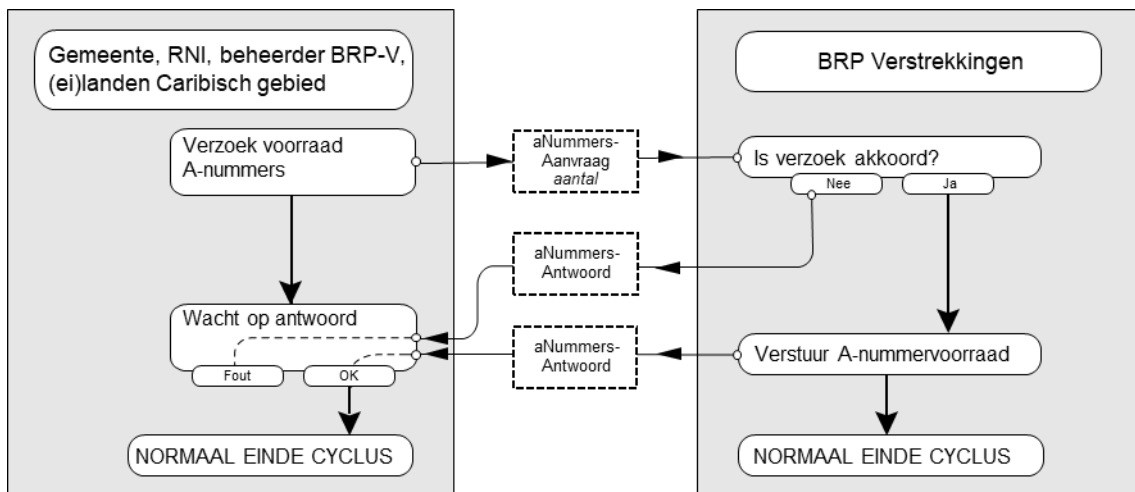 Gemeente, RNI, beheerder BRP-V,
(ei)landen Caribisch gebied
Verzoek voorraad
A-nummers
Wacht op antwoord
Fout
OK
NORMAAL EINDE CYCLUS
aNummers-
Aanvraag
aantal
aNummers-
Antwoord
aNummers-
Antwoord
BRP Verstrekkingen
Is verzoek akkoord?
Nee
Ja
Verstuur A-nummervoorraad
NORMAAL EINDE CYCLUS